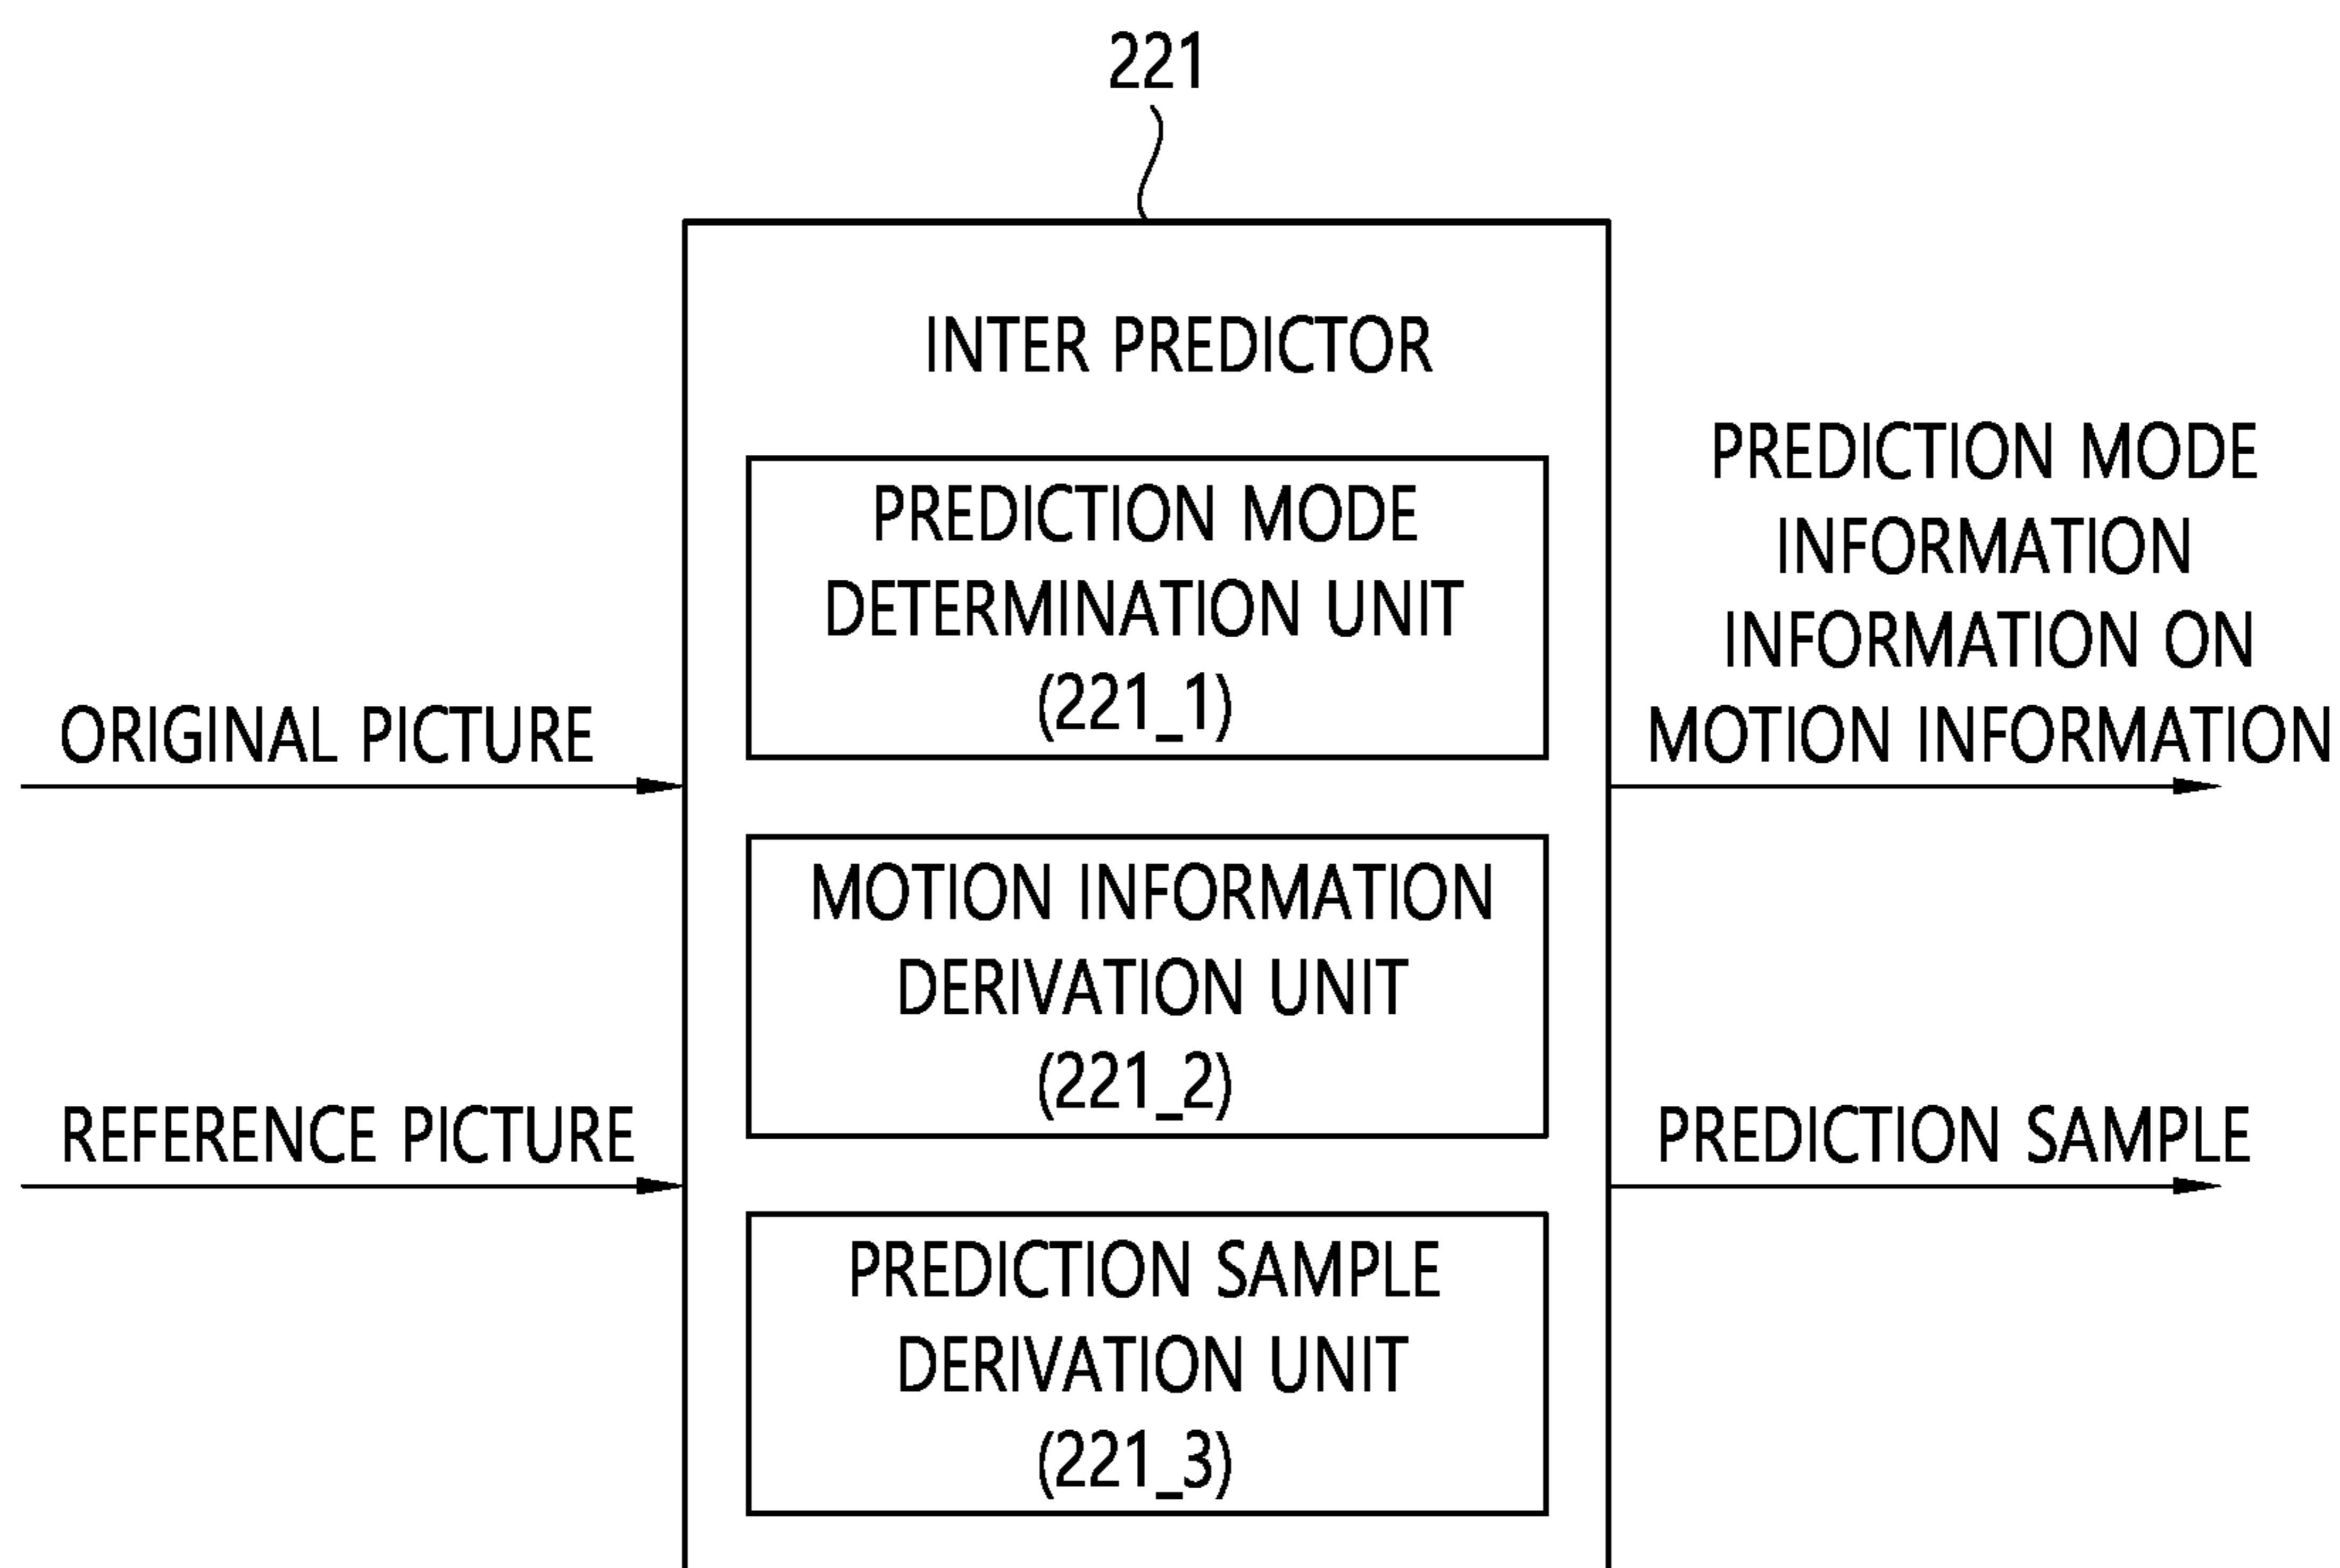 221
INTER PREDICTOR
PREDICTION MODE
DETERMINATION UNIT
(221_1)
MOTION INFORMATION
DERIVATION UNIT
(221_2)
PREDICTION SAMPLE
DERIVATION UNIT
(221_3)
ORIGINAL PICTURE
REFERENCE PICTURE
PREDICTION MODE
INFORMATION
INFORMATION ON
MOTION INFORMATION
PREDICTION SAMPLE